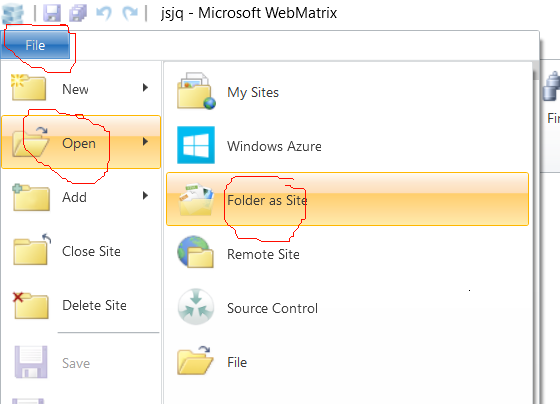 jsjq - Microsoft WebMatrix
File
New
Open
Add
Close Site
Delete Site
Save
My Sites
Windows Azure
Folder as Site
Remote Site
Source Control
File
Fi